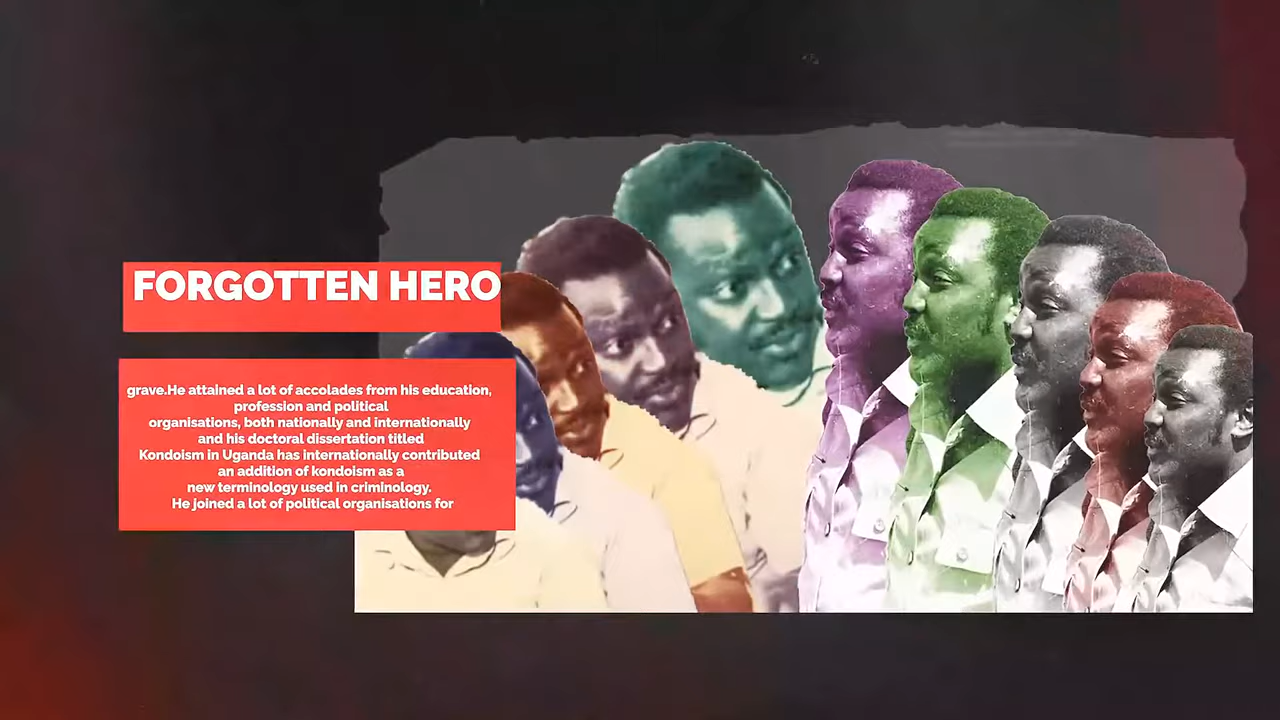 FORGOTTEN HERO
grave.He attained a lot of accolades from his education,
profession and political
organisations, both nationally and internationally
and his doctoral dissertation titled
Kondoism in Uganda has internationally contributed
an addition of kondoism as a
new terminology used in criminology.
He joined a lot of political organisations for